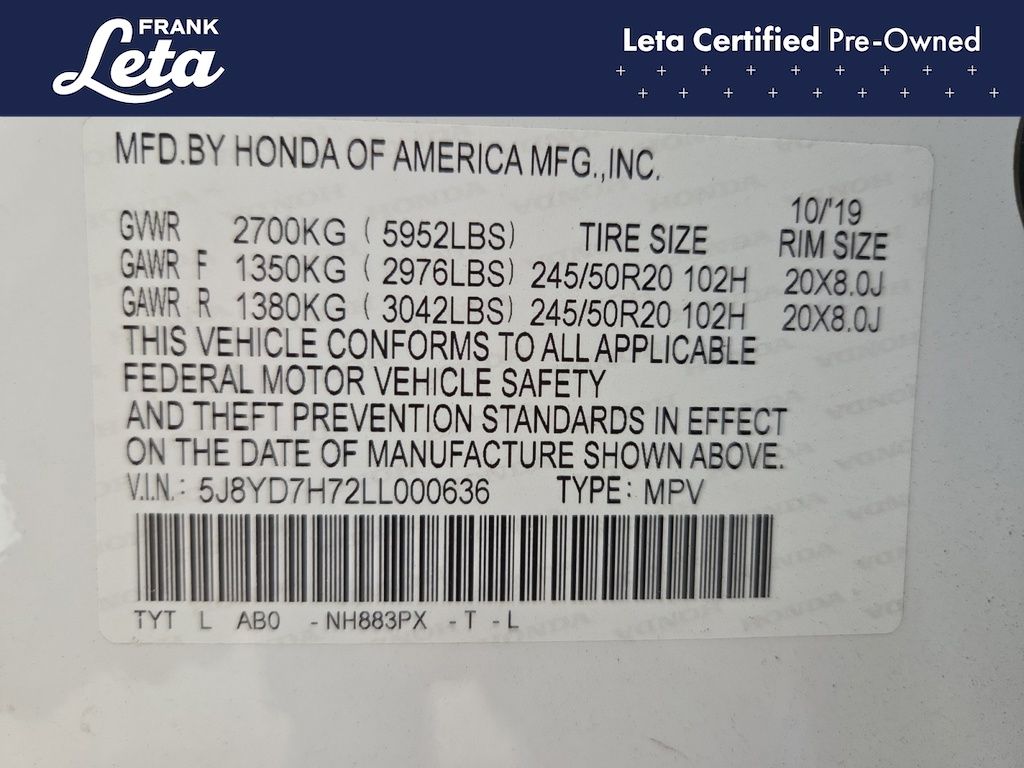 FRANK
Leta
Leta Certified Pre-Owned
MFD.BY HONDA OF AMERICA MFG.,INC.
10/'19
GVWR 2700KG ( 5952LBS) TIRE SIZE RIM SIZE
GAWR F 1350KG ( 2976LBS) 245/50R20 102H 20X8.0J
GAWR R 1380KG ( 3042LBS) 245/50R20 102H 20X8.0J
THIS VEHICLE CONFORMS TO ALL APPLICABLE
FEDERAL MOTOR VEHICLE SAFETY
AND THEFT PREVENTION STANDARDS IN EFFECT
ON THE DATE OF MANUFACTURE SHOWN ABOVE.
V.I.N.: 5J8YD7H72LL000636 TYPE: MPV
TYT L AB0 -NH883PX -T -L